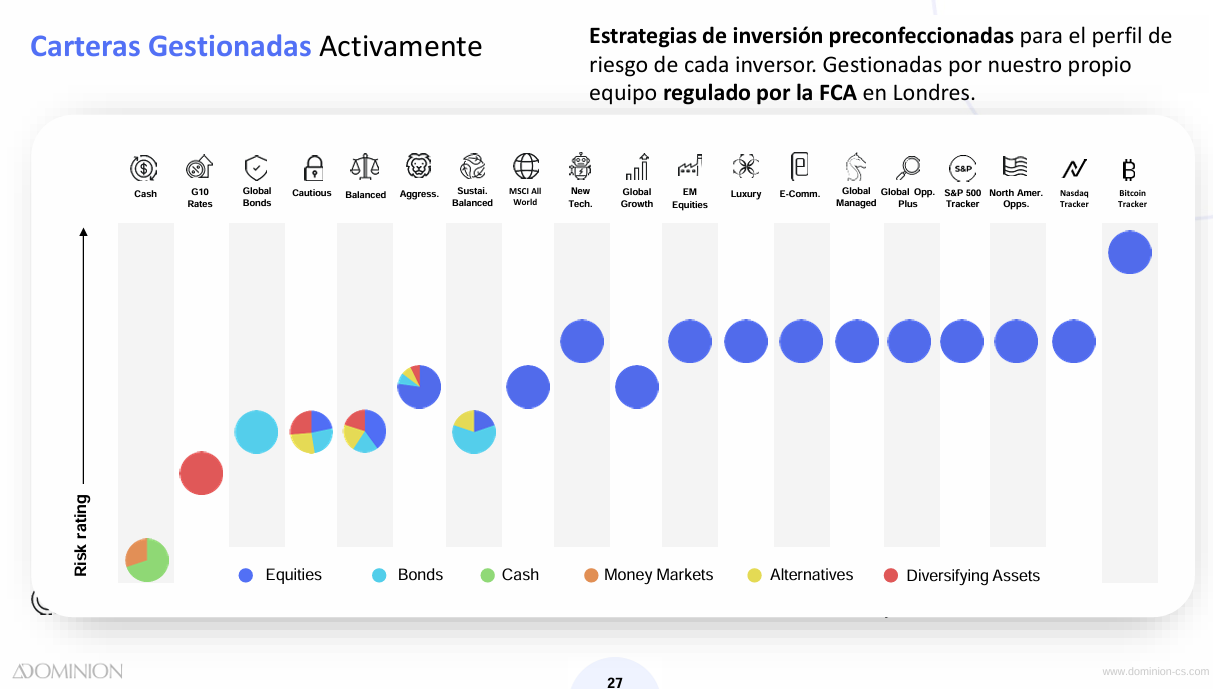 Carteras Gestionadas Activamente
Estrategias de inversión preconfeccionadas para el perfil de
riesgo de cada inversor. Gestionadas por nuestro propio
equipo regulado por la FCA en Londres.
Cash
G10
Rates
Global
Bonds
Cautious
Balanced
Aggress.
Sustai.
Balanced
MSCI All
World
New
Tech.
Global
Growth
EM
Equities
Luxury
E-Comm.
Global
Managed
Global Opp.
Plus
S&P
S&P 500
Tracker
North Amer.
Opps.
Nasdaq
Tracker
Bitcoin
Tracker
Risk rating
Equities
Bonds
Cash
Money Markets
Alternatives
Diversifying Assets
DOMINION
27
www.dominion-cs.com